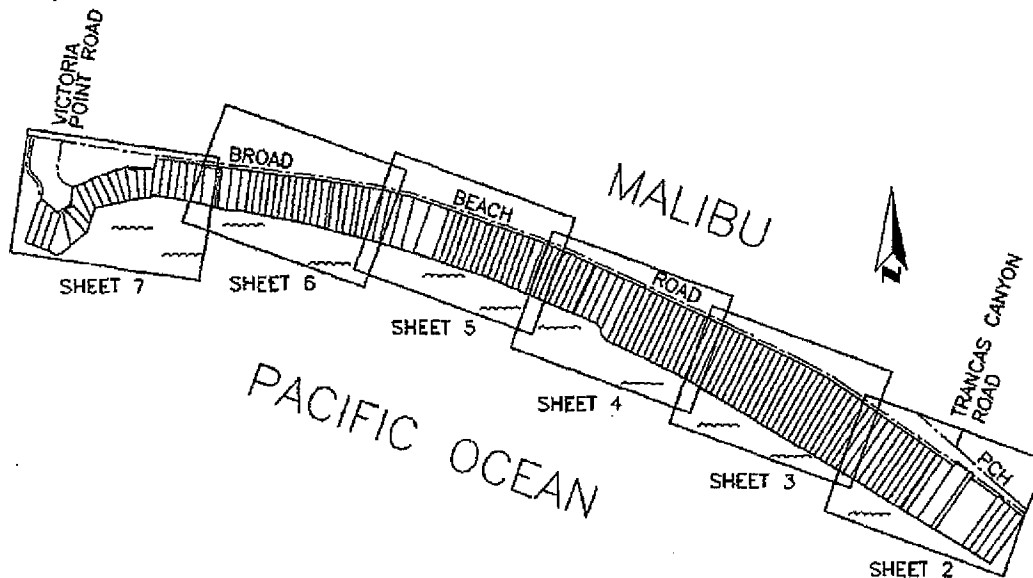 VICTORIA
POINT ROAD
BROAD
BEACH
ROAD
MALIBU
N
TRANCAS CANYON
ROAD
PCH
SHEET 7
SHEET 6
SHEET 5
SHEET 4
SHEET 3
SHEET 2
PACIFIC OCEAN